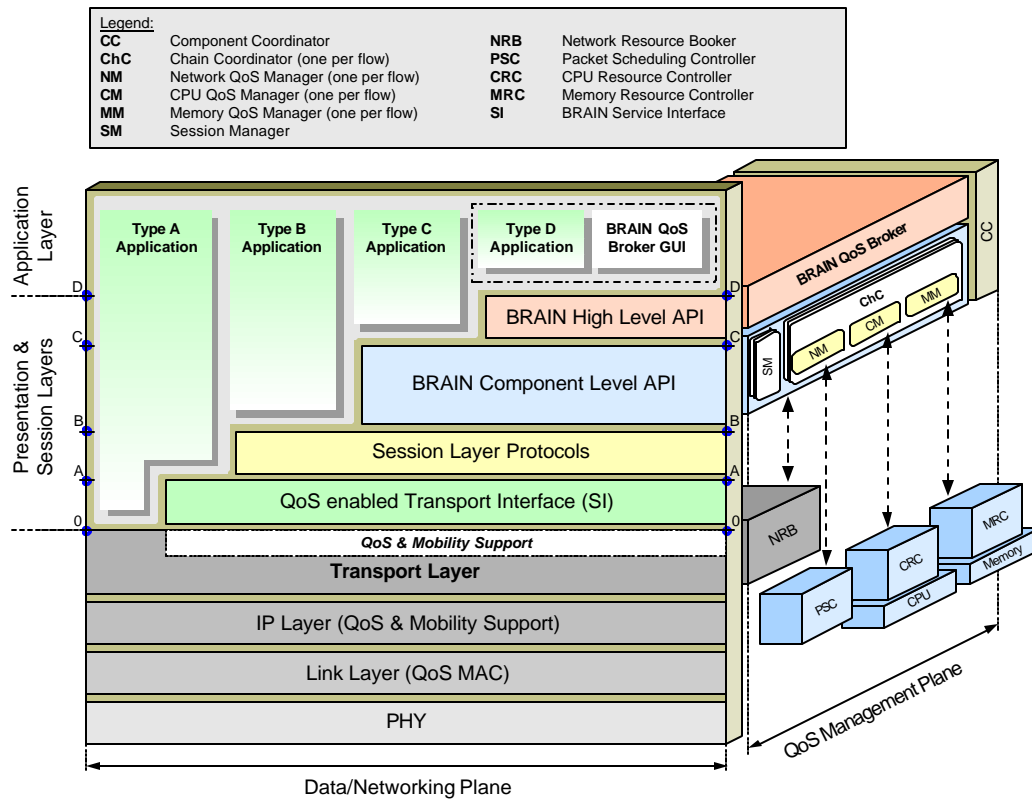 Legend:
CC Component Coordinator
ChC Chain Coordinator (one per flow)
NM Network QoS Manager (one per flow)
CM CPU QoS Manager (one per flow)
MM Memory QoS Manager (one per flow)
SM Session Manager
NRB Network Resource Booker
PSC Packet Scheduling Controller
CRC CPU Resource Controller
MRC Memory Resource Controller
SI BRAIN Service Interface
Application
Layer
Presentation &
Session Layers
D
C
B
A
0
Type A
Application
Type B
Application
Type C
Application
Type D
Application
BRAIN QoS
Broker GUI
BRAIN High Level API
BRAIN Component Level API
Session Layer Protocols
QoS enabled Transport Interface (SI)
QoS & Mobility Support
Transport Layer
IP Layer (QoS & Mobility Support)
Link Layer (QoS MAC)
PHY
D
C
B
A
0
Data/Networking Plane
CC
BRAIN QoS Broker
ChC
SM
NM
CM
MM
NRB
PSC
CRC
CPU
MRC
Memory
QoS Management Plane